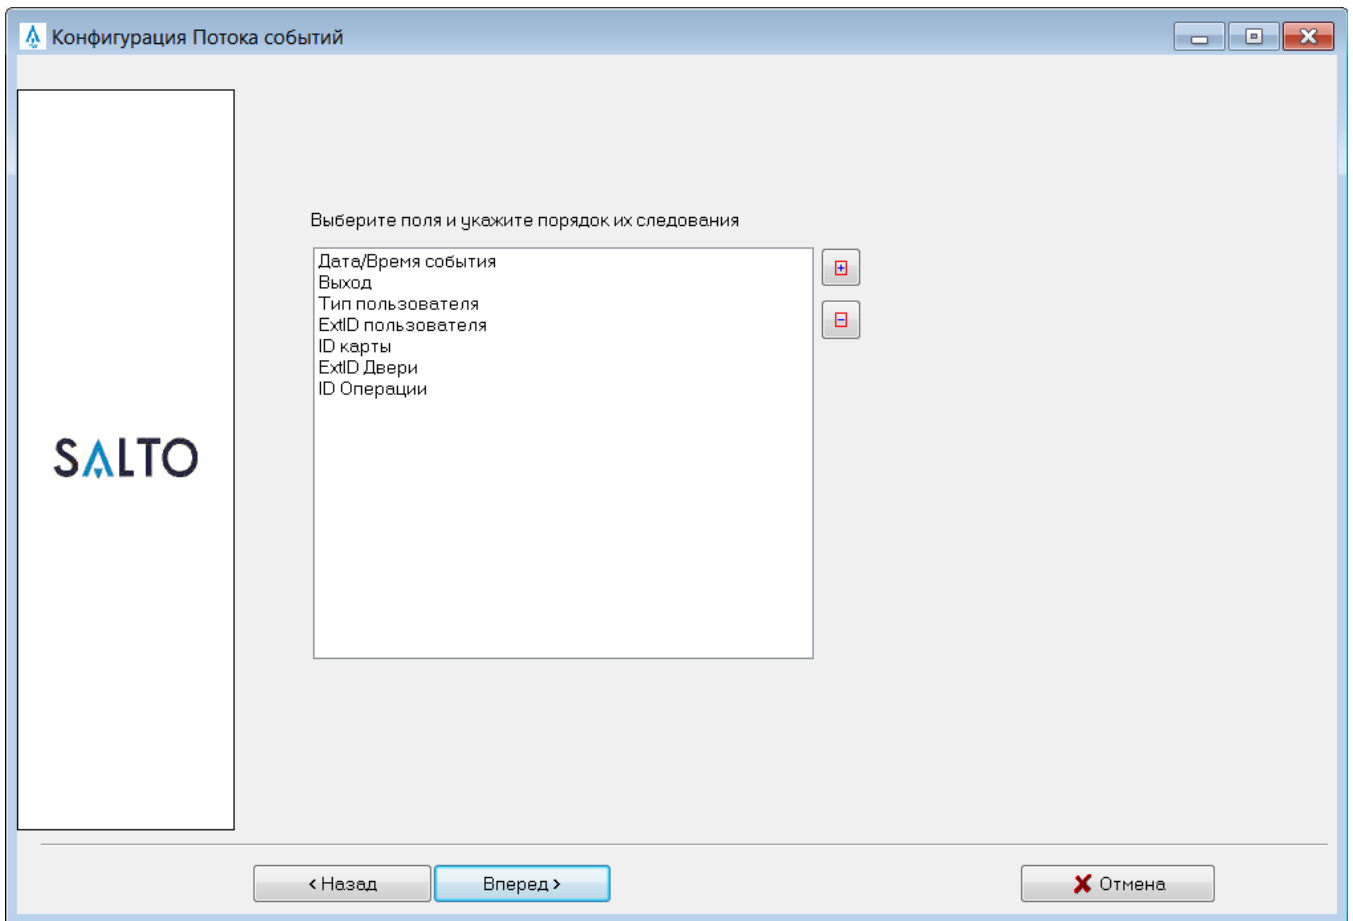 Конфигурация Потока событий
Выберите поля и укажите порядок их следования
Дата/Время события
Выход
Тип пользователя
ExtID пользователя
ID карты
ExtID Двери
ID Операции
SALTO
< Назад
Вперед >
Отмена